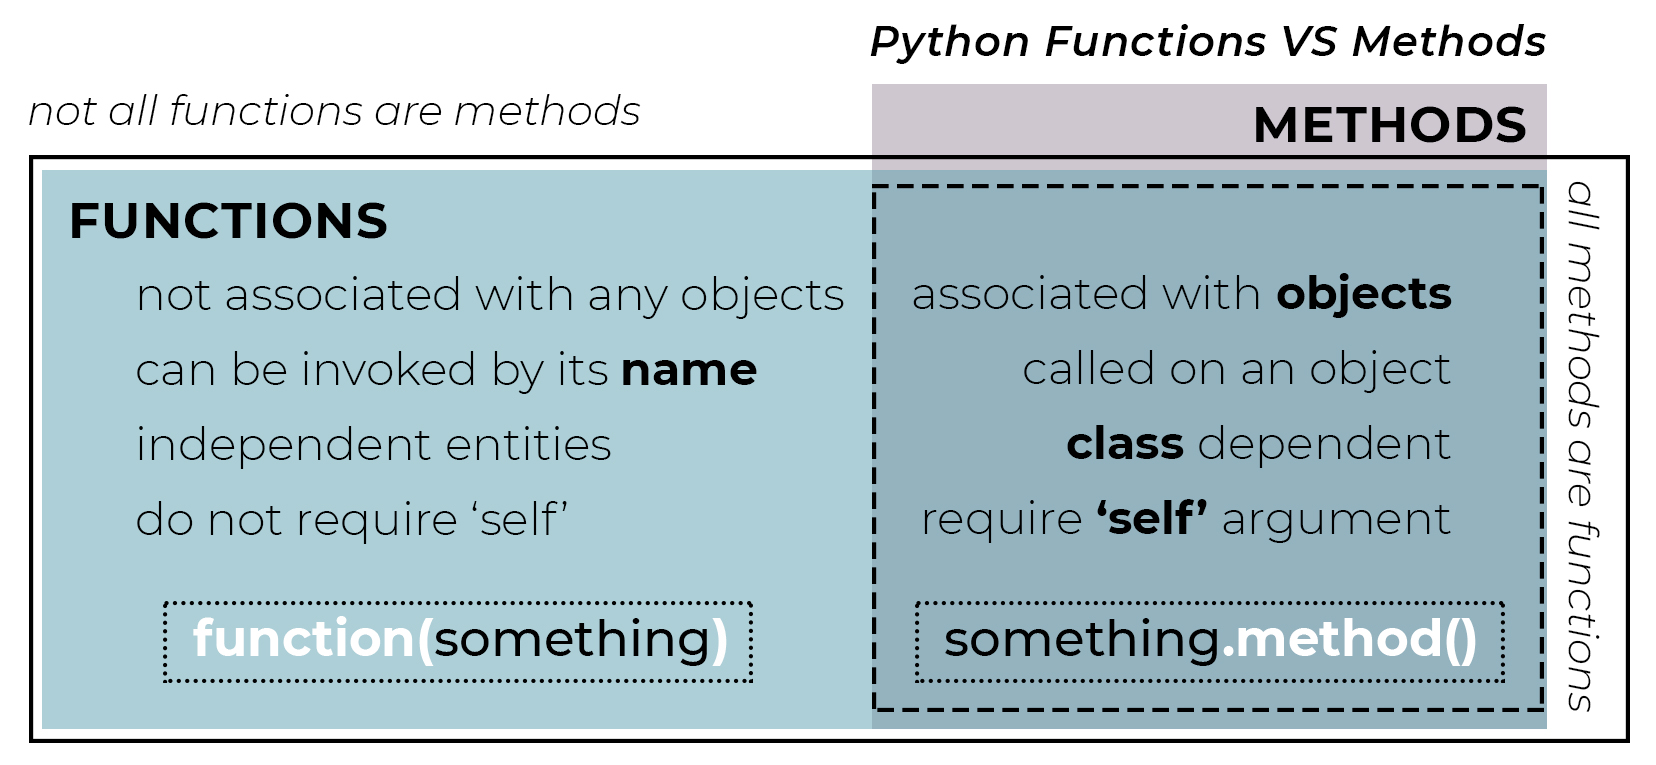 Python Functions VS Methods
not all functions are methods
METHODS
FUNCTIONS
not associated with any objects
can be invoked by its name
independent entities
do not require ‘self’
function(something)
associated with objects
called on an object
class dependent
require ‘self’ argument
something.method()
all methods are functions